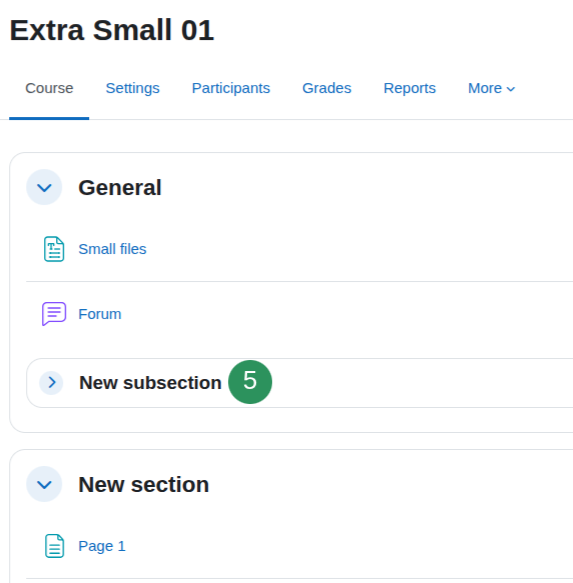 Extra Small 01
Course Settings Participants Grades Reports More
General
Small files
Forum
New subsection 5
New section
Page 1